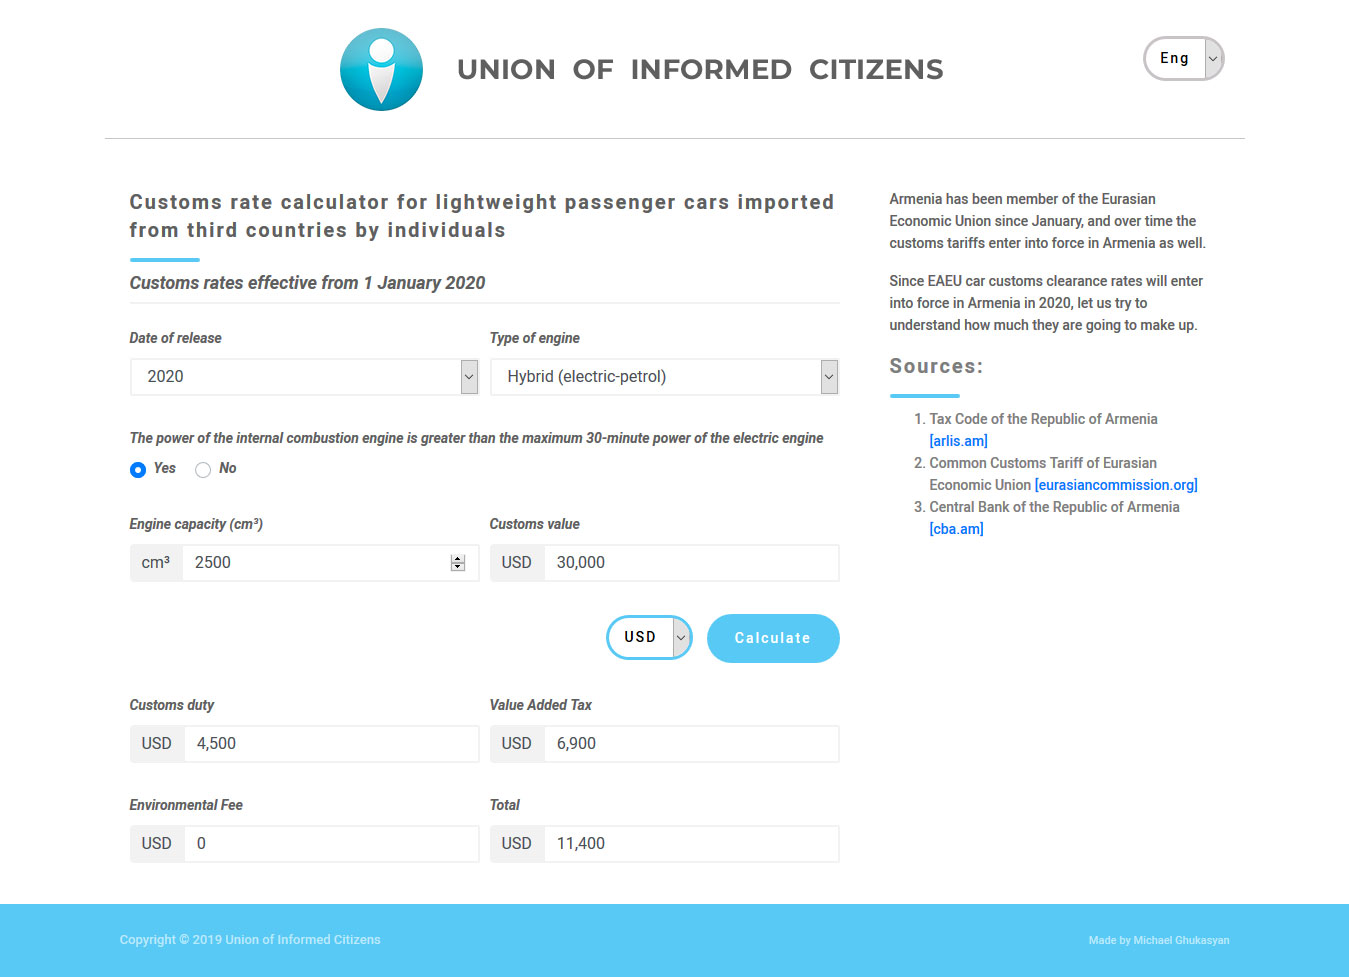 UNION OF INFORMED CITIZENS
Eng
Customs rate calculator for lightweight passenger cars imported
from third countries by individuals
Customs rates effective from 1 January 2020
Date of release
Type of engine
2020
Hybrid (electric-petrol)
The power of the internal combustion engine is greater than the maximum 30-minute power of the electric engine
Yes
No
Engine capacity (cm³)
Customs value
cm³ 2500
USD 30,000
USD
Calculate
Customs duty
Value Added Tax
USD 4,500
USD 6,900
Environmental Fee
Total
USD 0
USD 11,400
Armenia has been member of the Eurasian
Economic Union since January, and over time the
customs tariffs enter into force in Armenia as well.
Since EAEU car customs clearance rates will enter
into force in Armenia in 2020, let us try to
understand how much they are going to make up.
Sources:
1. Tax Code of the Republic of Armenia
[arlis.am]
2. Common Customs Tariff of Eurasian
Economic Union [eurasiancommission.org]
3. Central Bank of the Republic of Armenia
[cba.am]
Copyright © 2019 Union of Informed Citizens
Made by Michael Ghukasyan